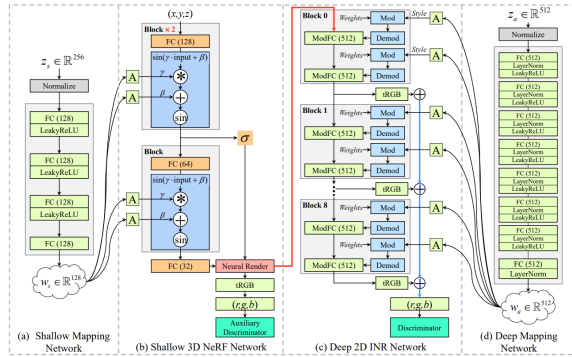 z_s ∈ ℝ^256
Normalize
FC (128)
LeakyReLU
FC (128)
LeakyReLU
FC (128)
LeakyReLU
FC (128)
w_s ∈ ℝ^128
(a) Shallow Mapping
Network
(x,y,z)
Block × 2
FC (128)
sin(γ·input+β)
A
γ
*
A
β
+
sin
σ
Block
FC (64)
sin(γ·input+β)
A
γ
*
A
β
+
sin
FC (32)
Neural Render
tRGB
(r,g,b)
Auxiliary
Discriminator
(b) Shallow 3D NeRF Network
Block 0
Weights
Mod
Style
A
ModFC (512)
Demod
Weights
Mod
Style
A
ModFC (512)
Demod
tRGB
+
Block 1
Weights
Mod
A
ModFC (512)
Demod
Weights
Mod
A
ModFC (512)
Demod
tRGB
+
Block 8
Weights
Mod
A
ModFC (512)
Demod
Weights
Mod
A
ModFC (512)
Demod
tRGB
+
(r,g,b)
Discriminator
(c) Deep 2D INR Network
z_a ∈ ℝ^512
Normalize
FC (512)
LayerNorm
LeakyReLU
FC (512)
LayerNorm
LeakyReLU
FC (512)
LayerNorm
LeakyReLU
FC (512)
LayerNorm
LeakyReLU
FC (512)
LayerNorm
LeakyReLU
FC (512)
LayerNorm
LeakyReLU
FC (512)
LayerNorm
LeakyReLU
FC (512)
LayerNorm
w_a ∈ ℝ^512
(d) Deep Mapping
Network